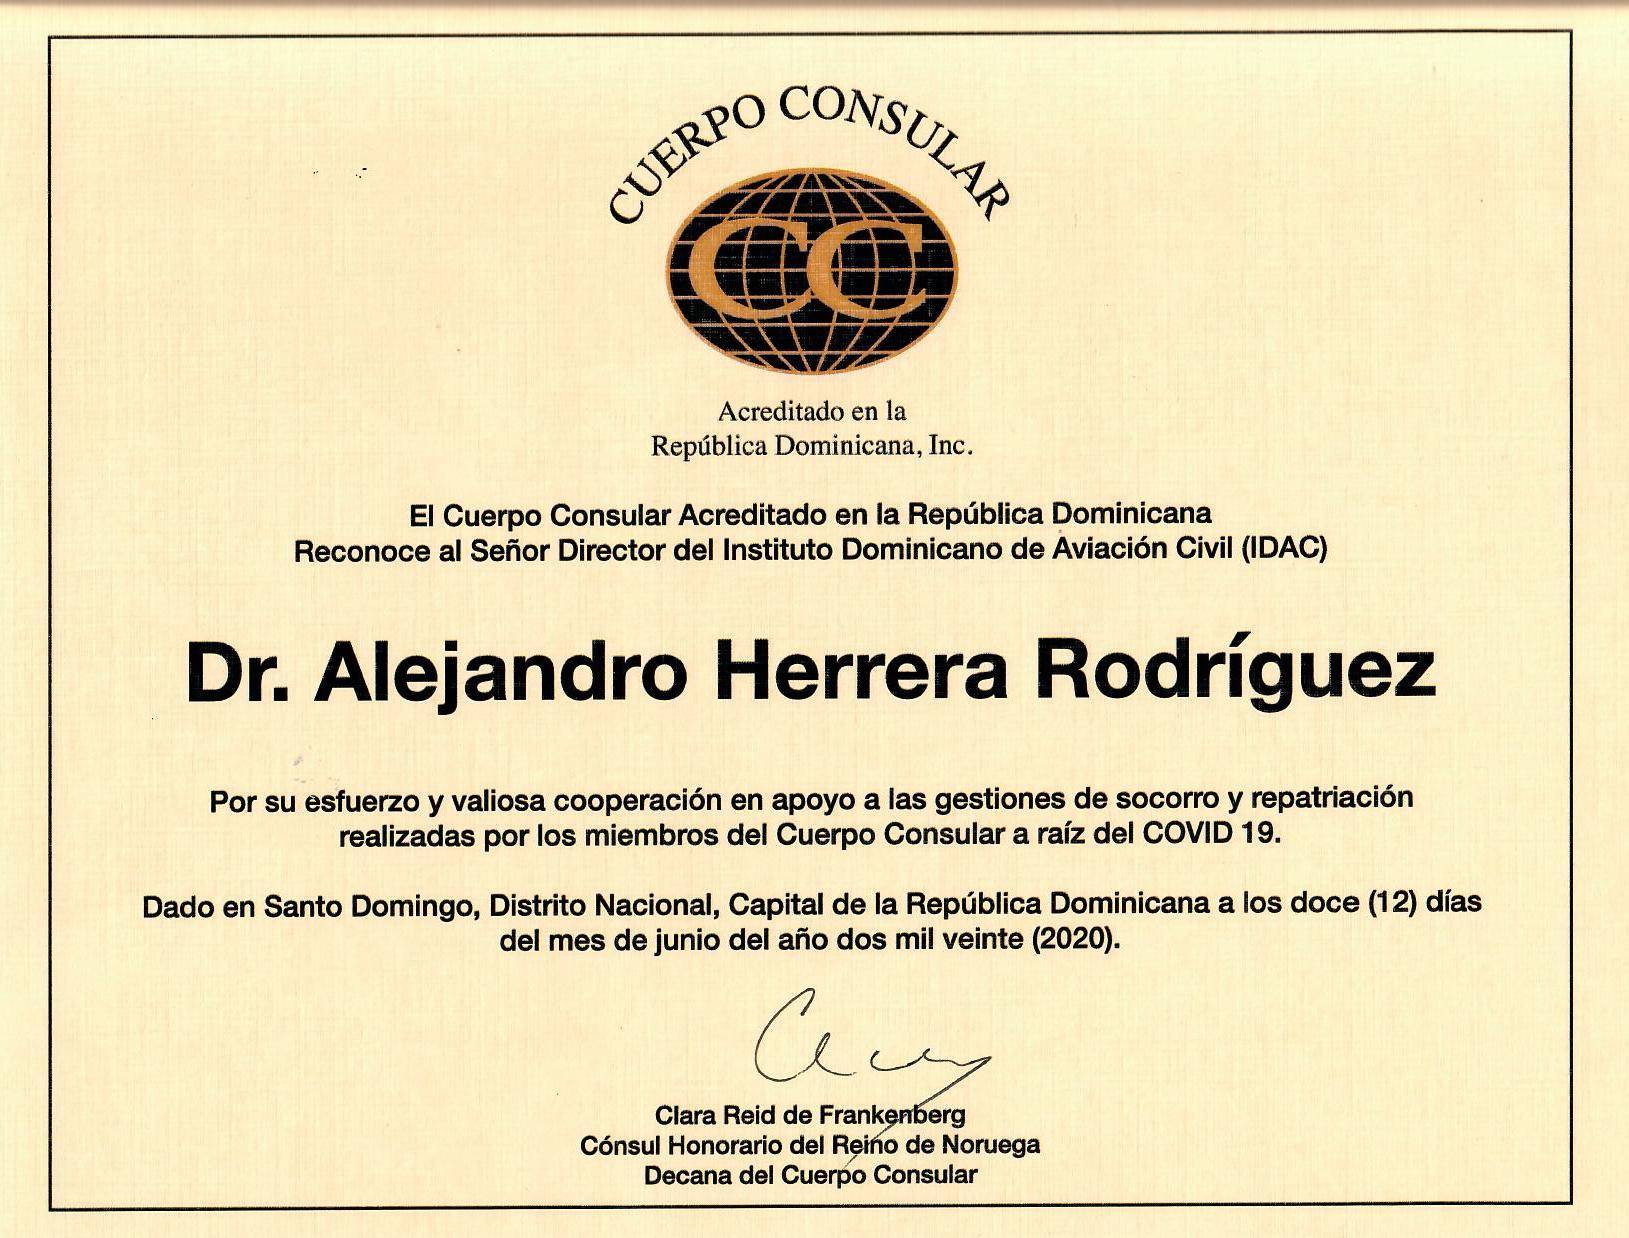 CUERPO CONSULAR
CC
Acreditado en la
República Dominicana, Inc.
El Cuerpo Consular Acreditado en la República Dominicana
Reconoce al Señor Director del Instituto Dominicano de Aviación Civil (IDAC)
Dr. Alejandro Herrera Rodríguez
Por su esfuerzo y valiosa cooperación en apoyo a las gestiones de socorro y repatriación
realizadas por los miembros del Cuerpo Consular a raíz del COVID 19.
Dado en Santo Domingo, Distrito Nacional, Capital de la República Dominicana a los doce (12) días
del mes de junio del año dos mil veinte (2020).
Clara Reid de Frankenberg
Cónsul Honorario del Reino de Noruega
Decana del Cuerpo Consular